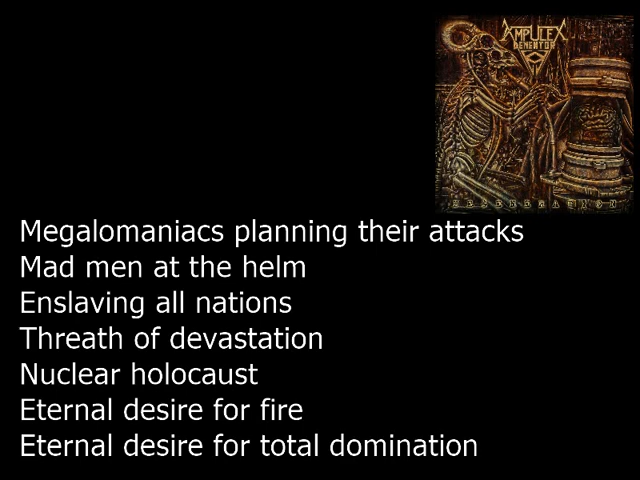 AMPULEX
DEMENTOR
Megalomaniacs planning their attacks
Mad men at the helm
Enslaving all nations
Threath of devastation
Nuclear holocaust
Eternal desire for fire
Eternal desire for total domination